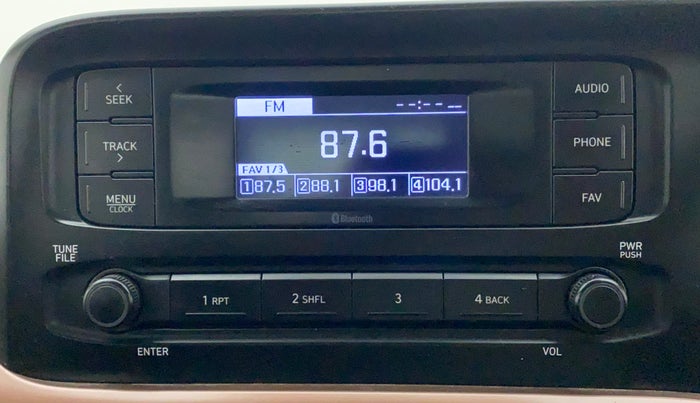 < SEEK
TRACK >
MENU
CLOCK
FM --:-- --
87.6
FAV 1/3
1 87.5 2 88.1 3 98.1 4 104.1
Bluetooth
AUDIO
PHONE
FAV
TUNE
FILE
PWR
PUSH
1 RPT 2 SHFL 3 4 BACK
ENTER VOL